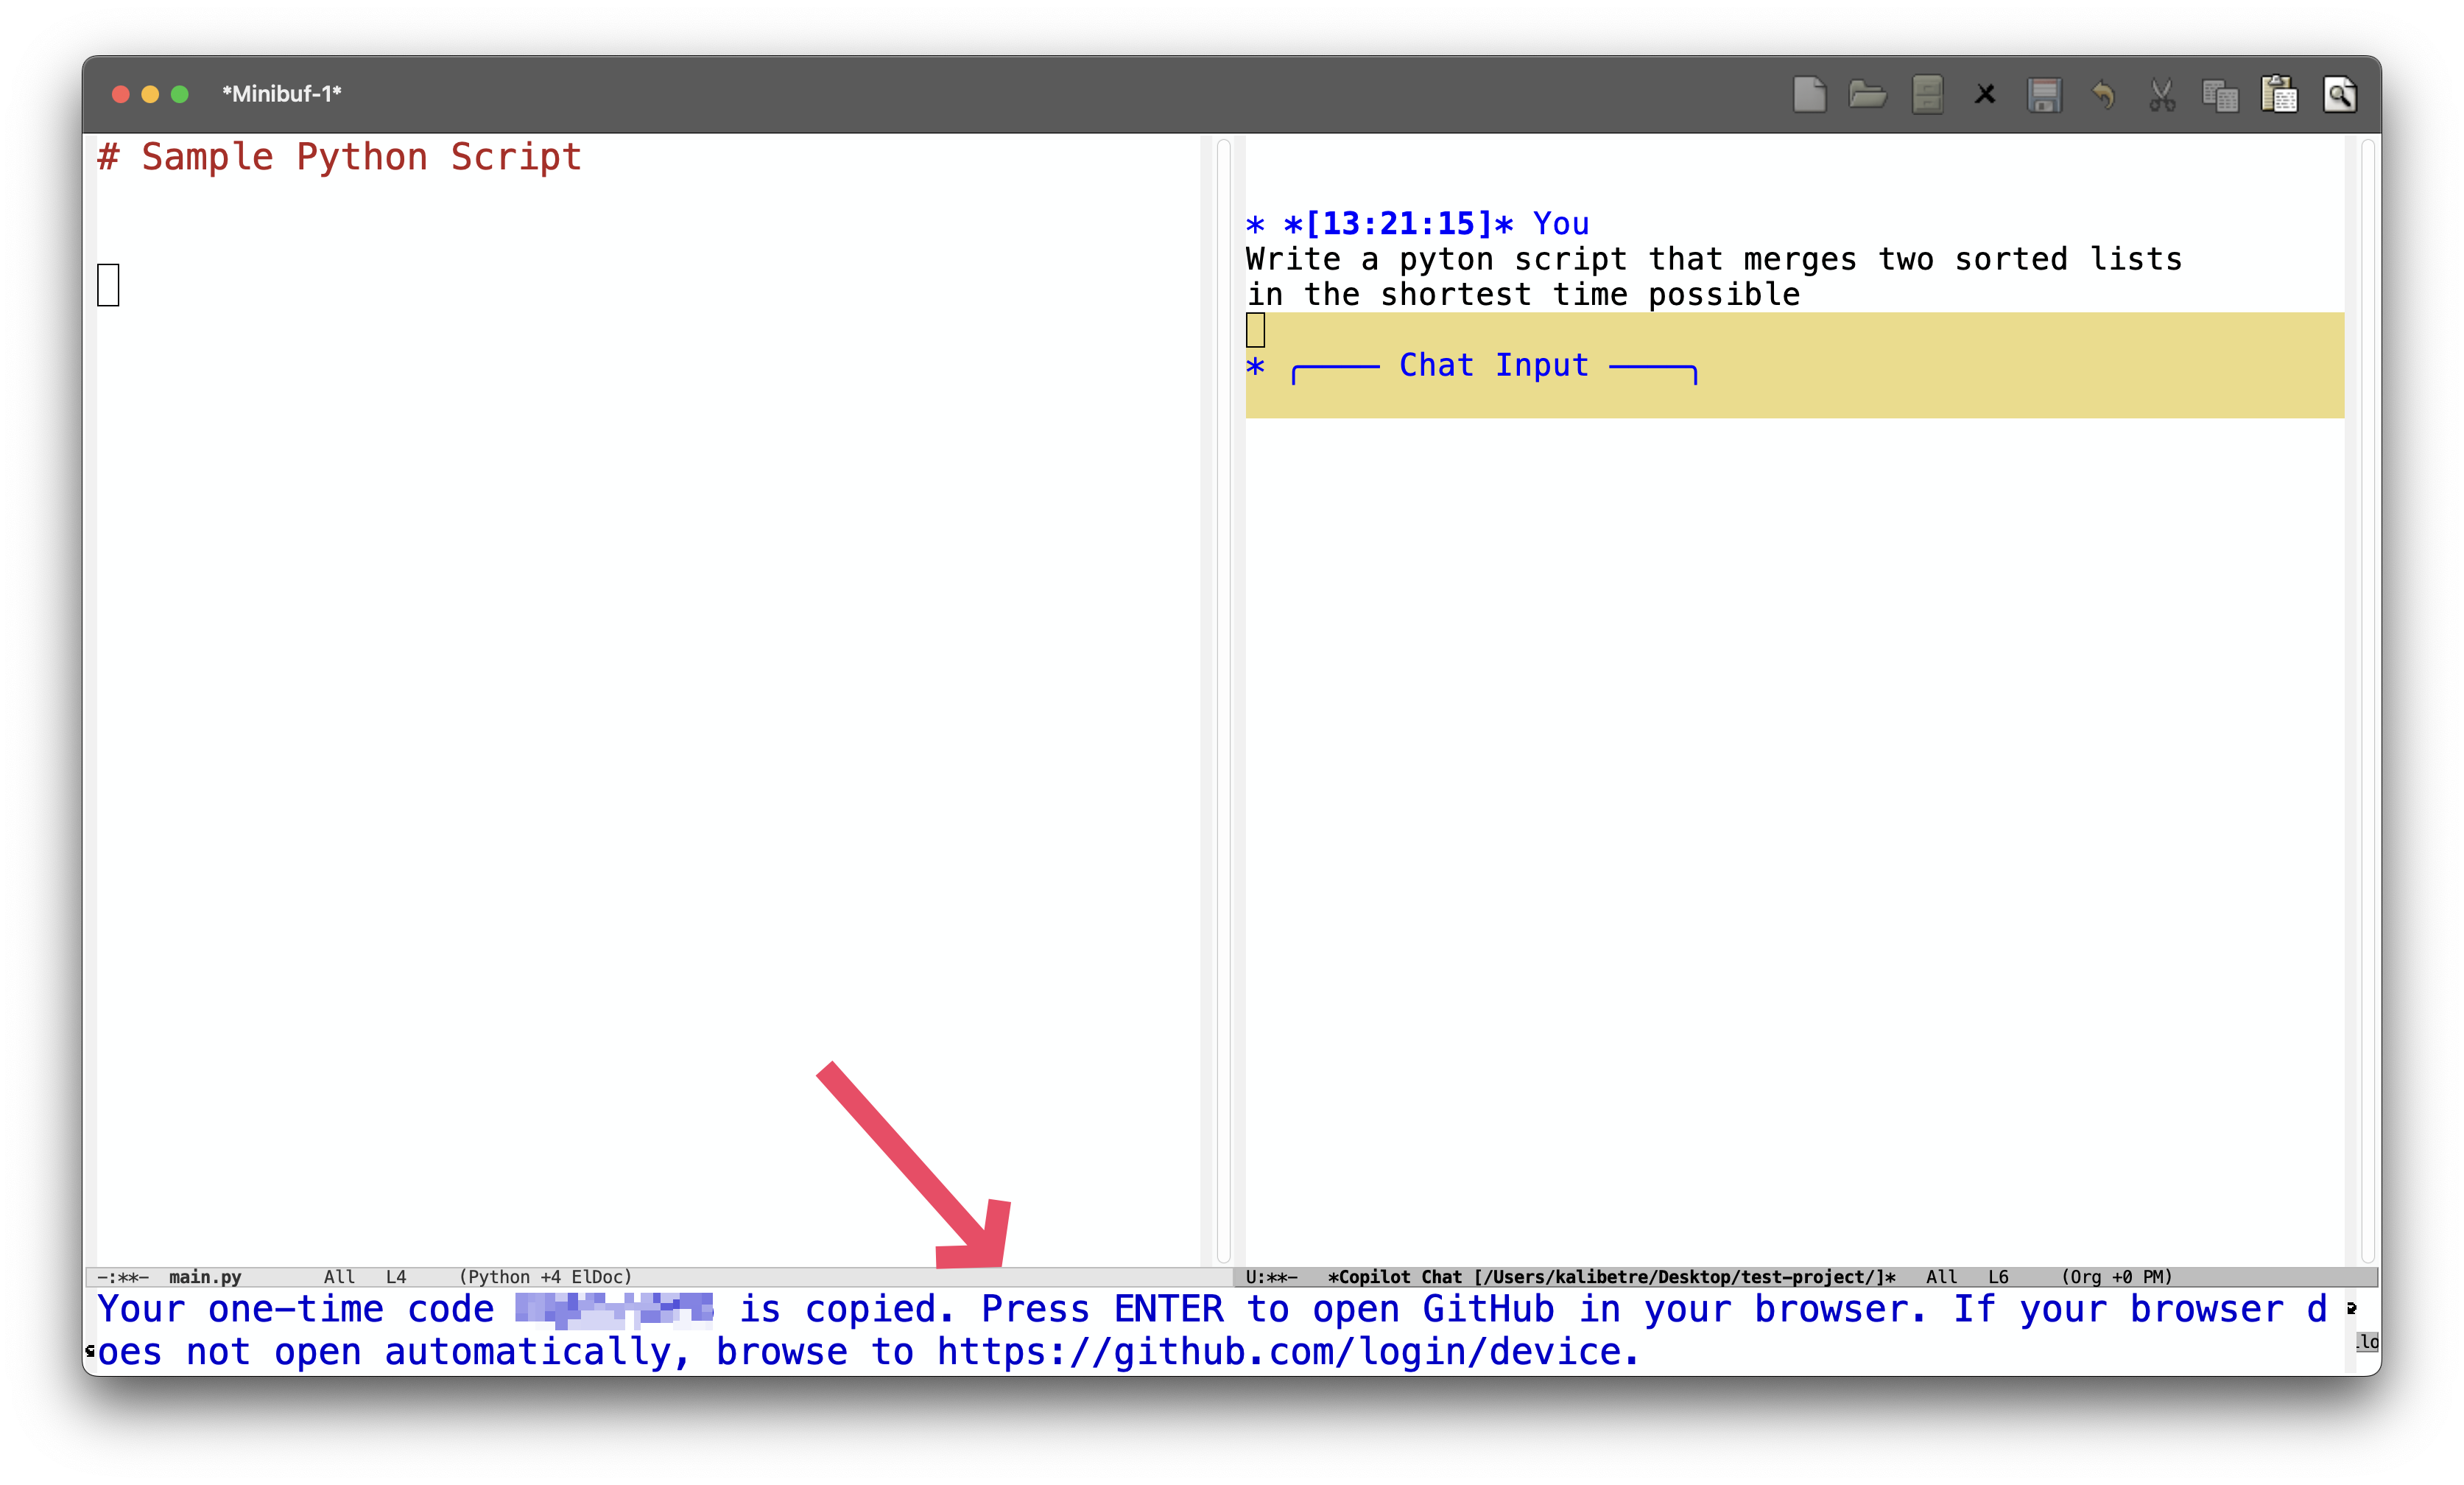 *Minibuf-1*
# Sample Python Script
* *[13:21:15]* You
Write a pyton script that merges two sorted lists
in the shortest time possible
* ╭──── Chat Input ────╮
-:**- main.py All L4 (Python +4 ElDoc)
U:**- *Copilot Chat [/Users/kalibetre/Desktop/test-project/]* All L6 (Org +0 PM)
Your one-time code is copied. Press ENTER to open GitHub in your browser. If your browser d
oes not open automatically, browse to https://github.com/login/device.